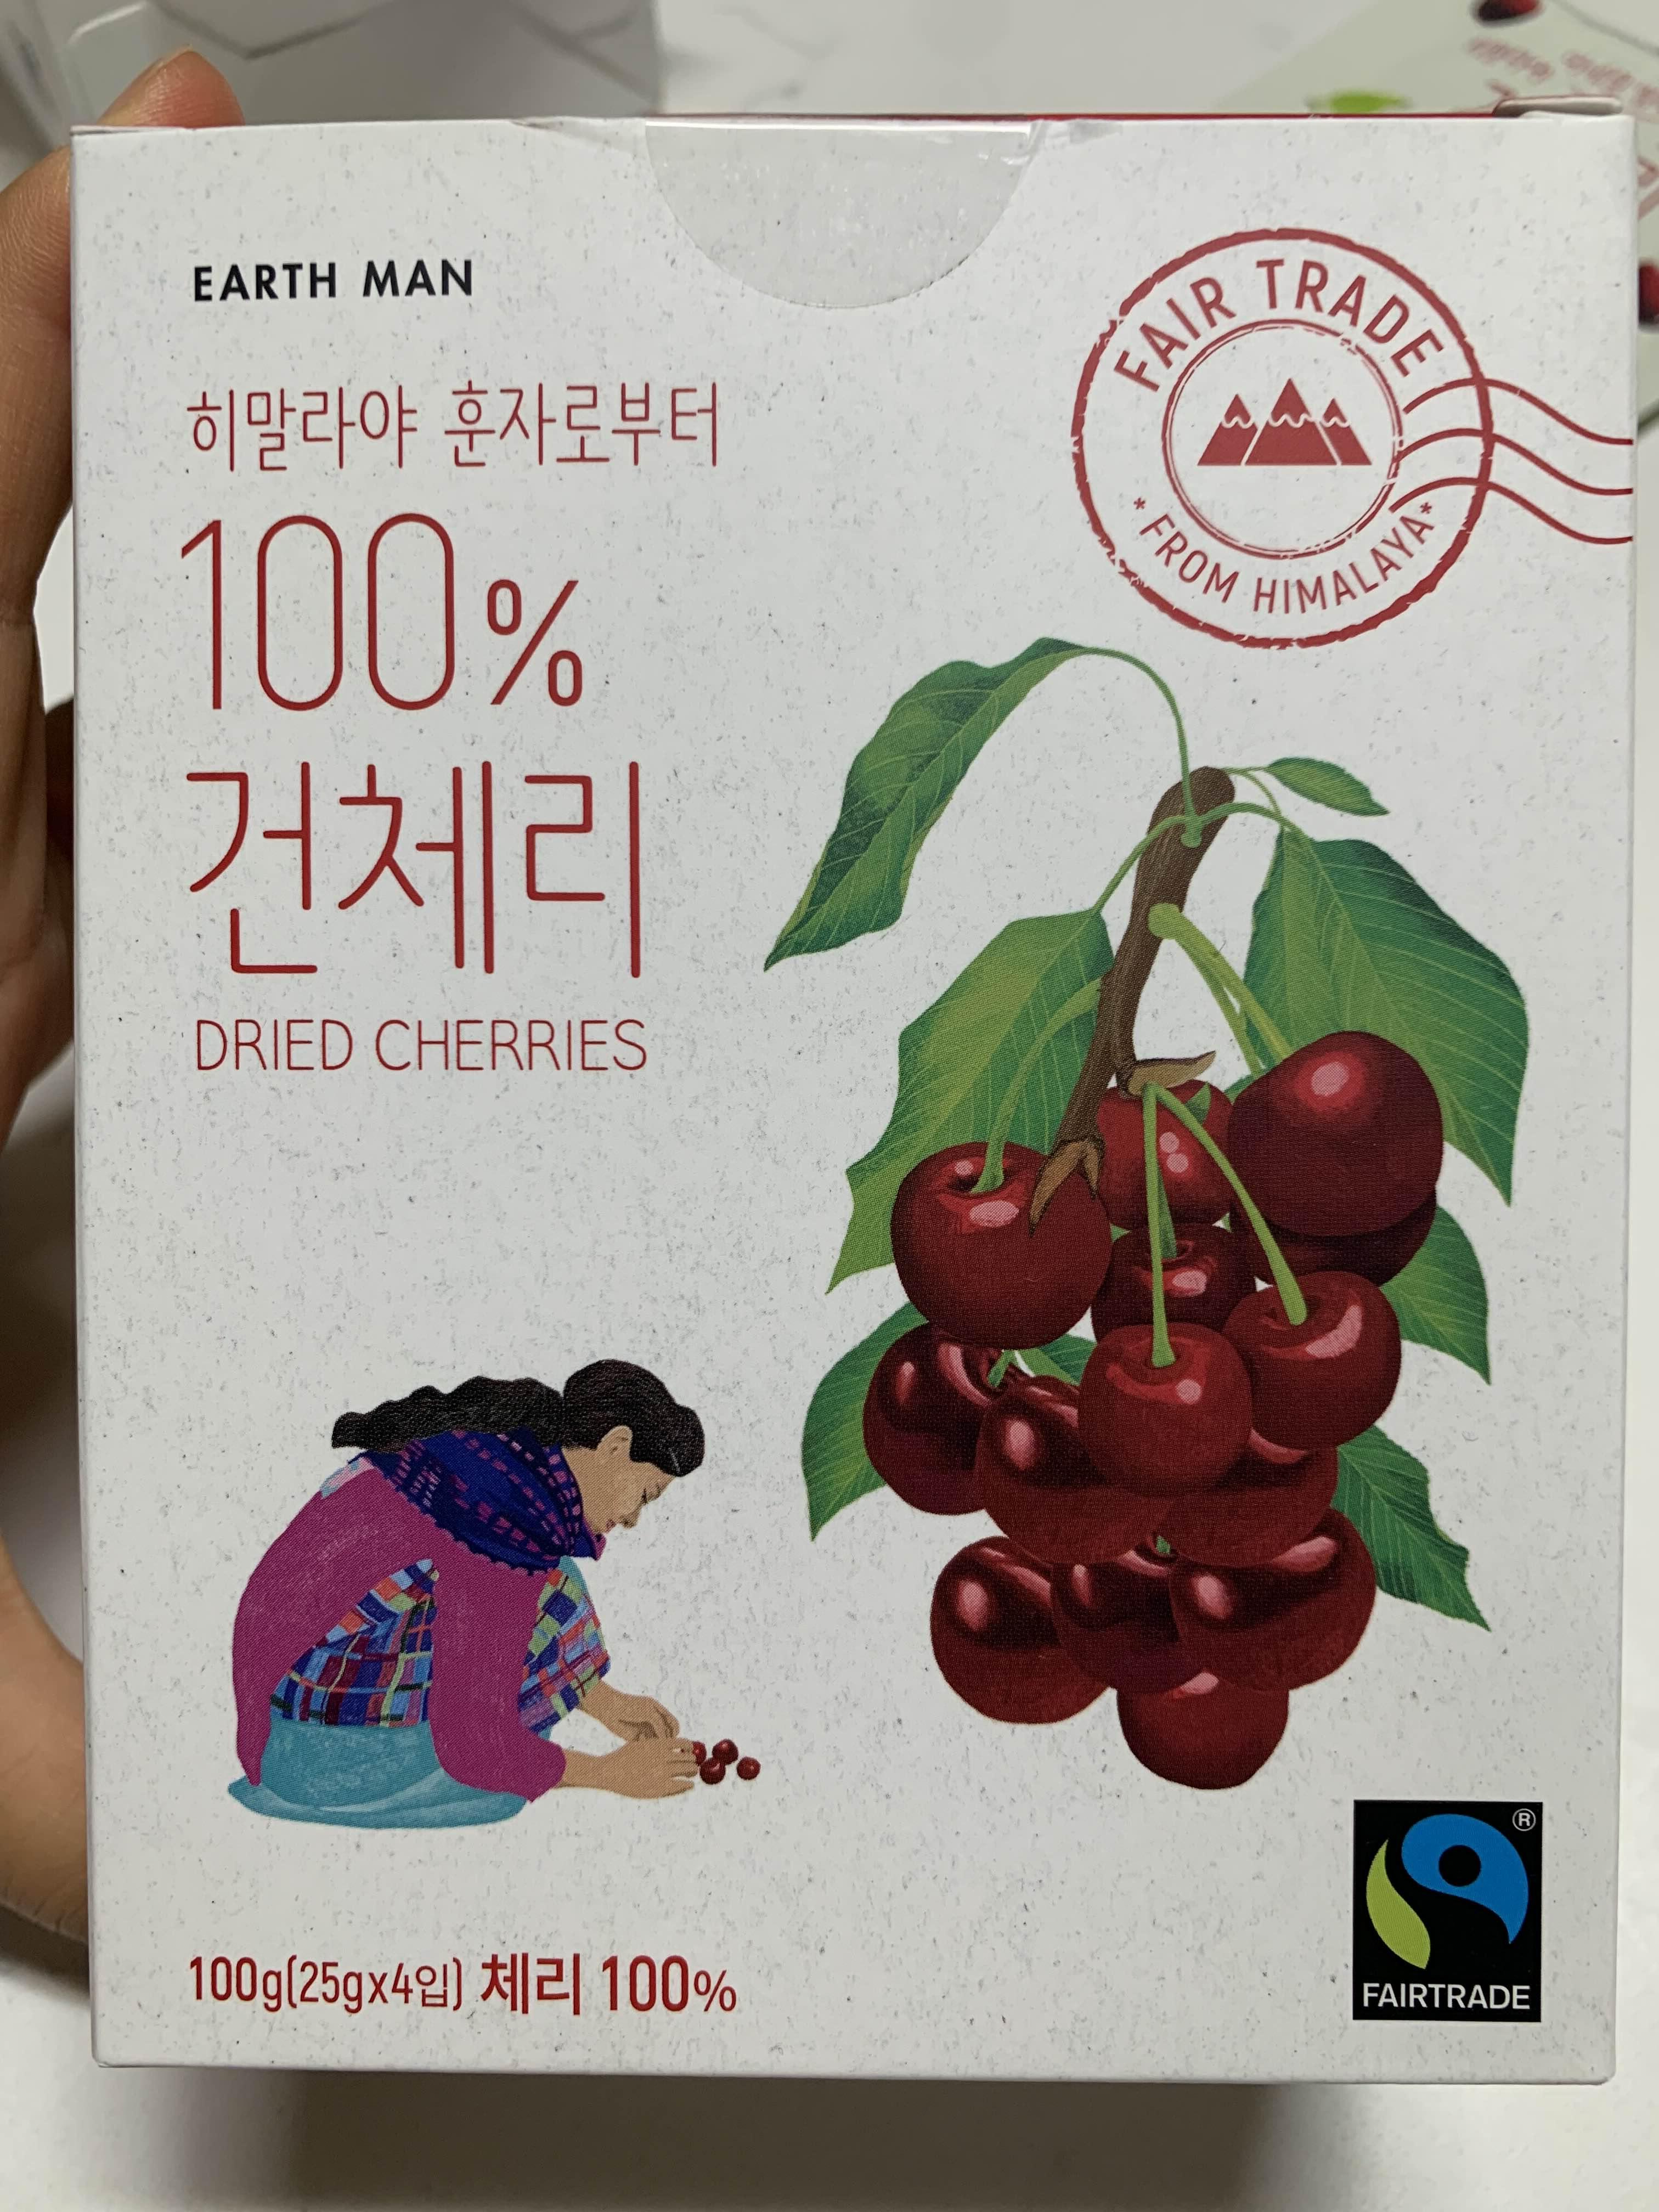 EARTH MAN
FAIR TRADE
*FROM HIMALAYA*
히말라야 훈자로부터
100%
건체리
DRIED CHERRIES
100g(25gx4입) 체리 100%
®
FAIRTRADE